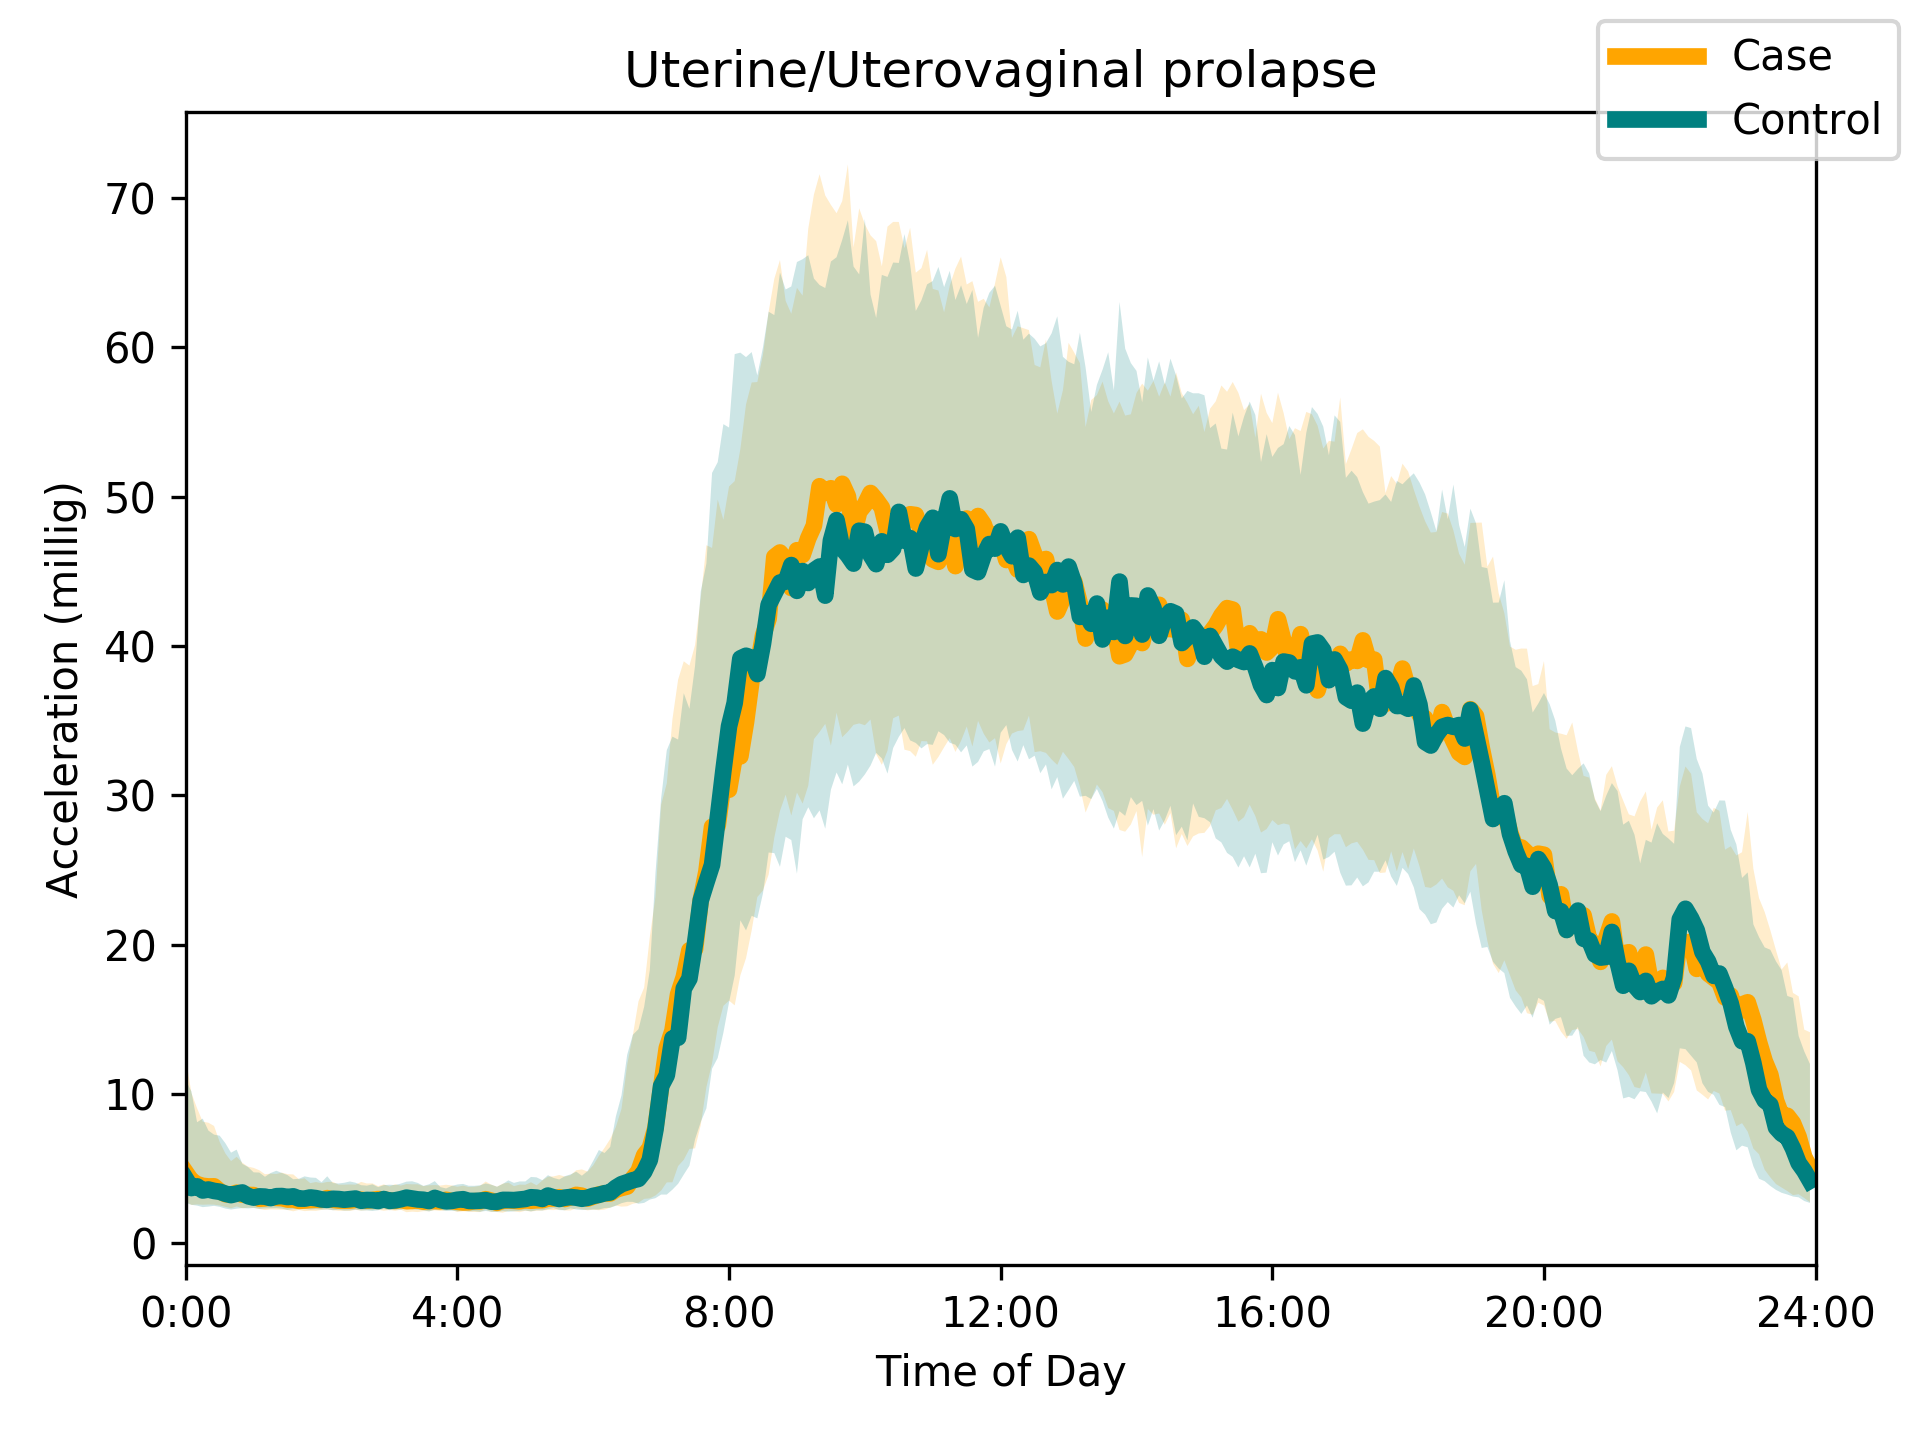 Uterine/Uterovaginal prolapse
Case
Control
Acceleration (millig)
70
60
50
40
30
20
10
0
0:00 4:00 8:00 12:00 16:00 20:00 24:00
Time of Day